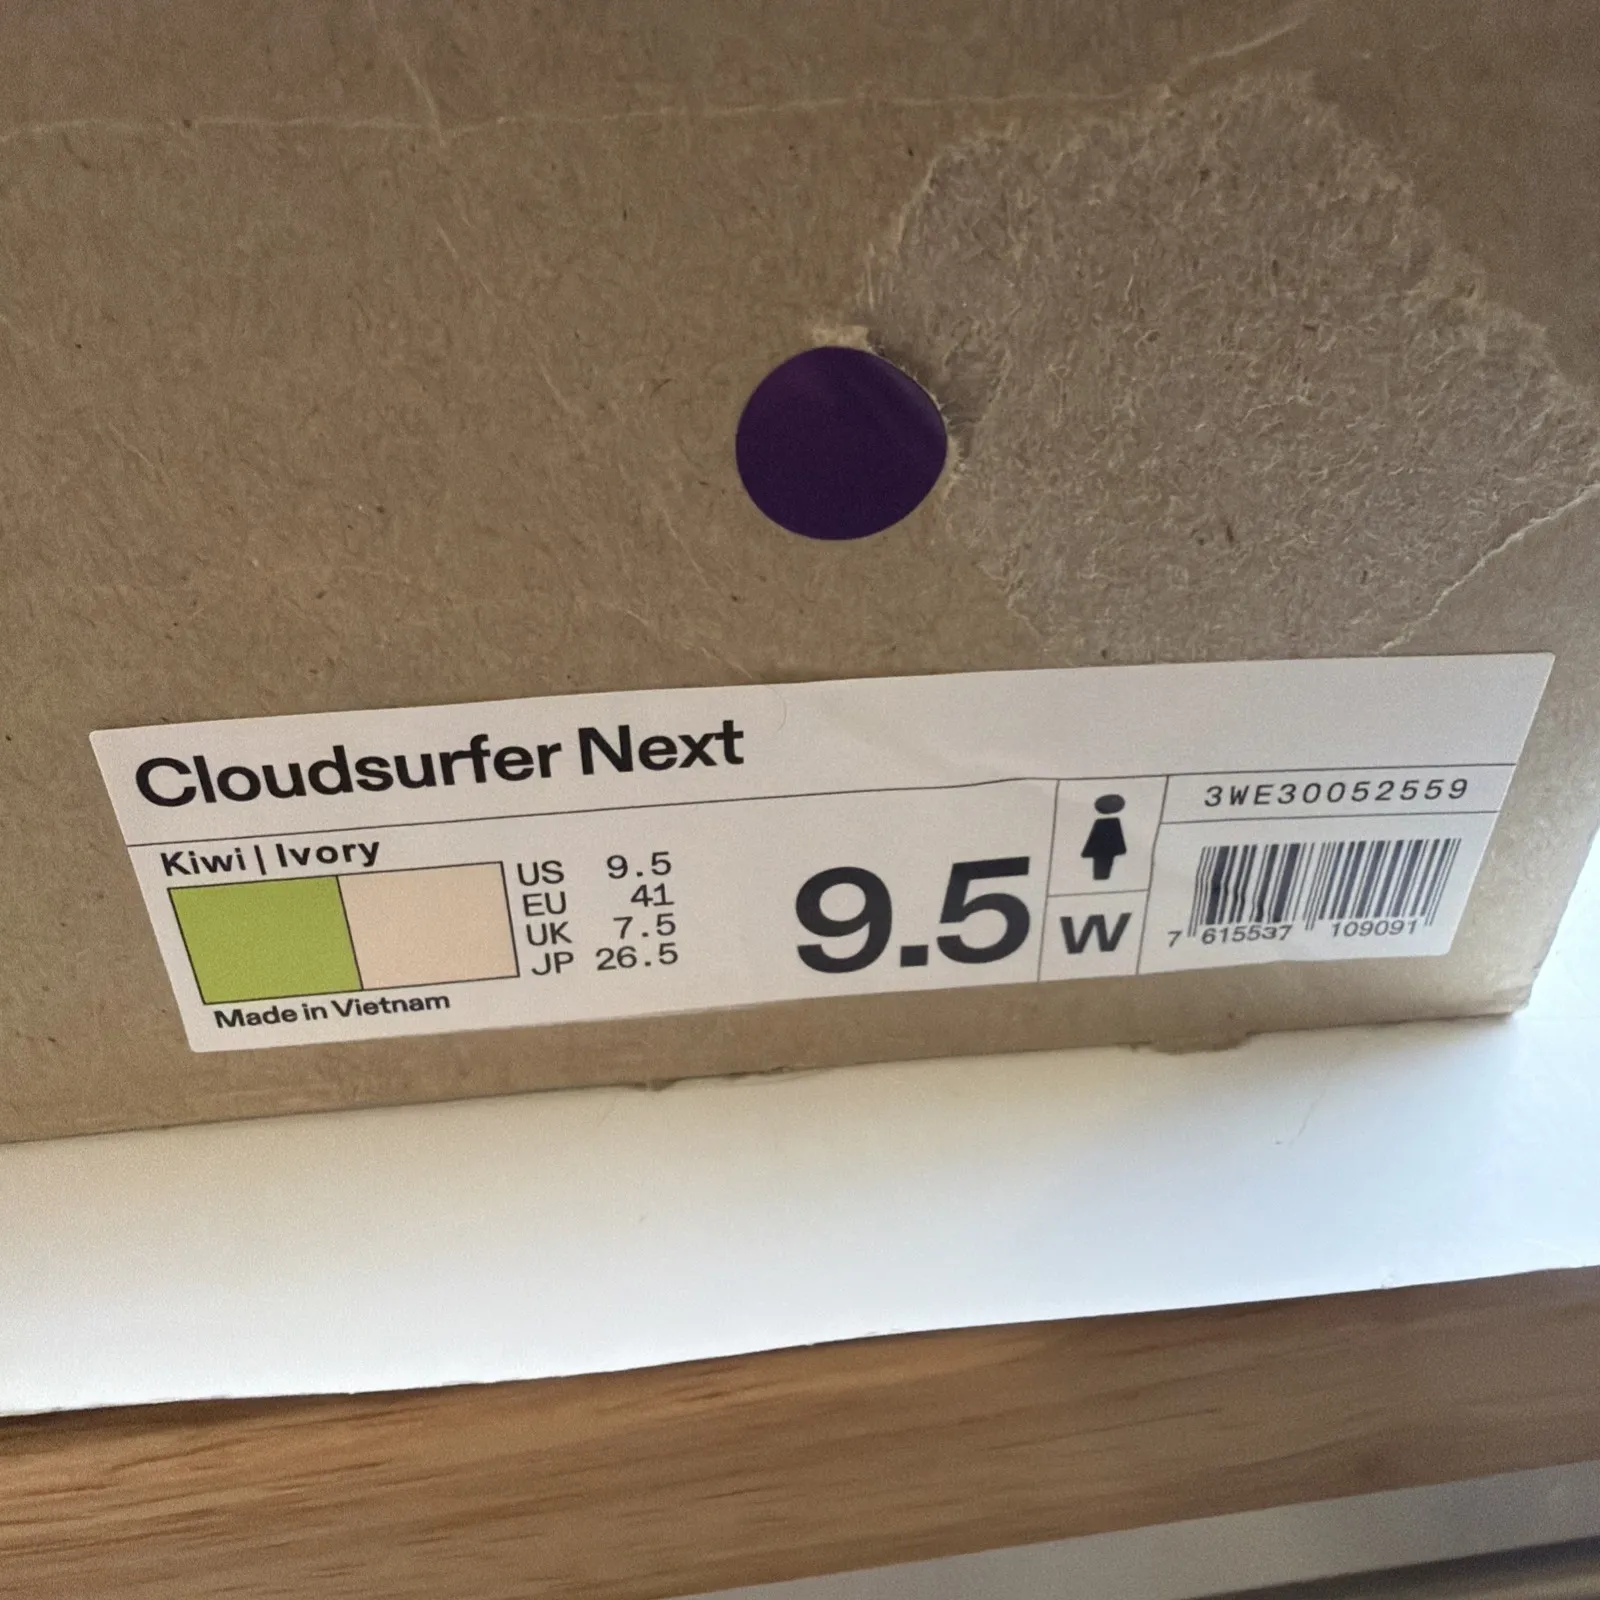 Cloudsurfer Next
Kiwi | Ivory
US 9.5
EU 41
UK 7.5
JP 26.5
Made in Vietnam
9.5
W
3WE30052559
7 615537 109091